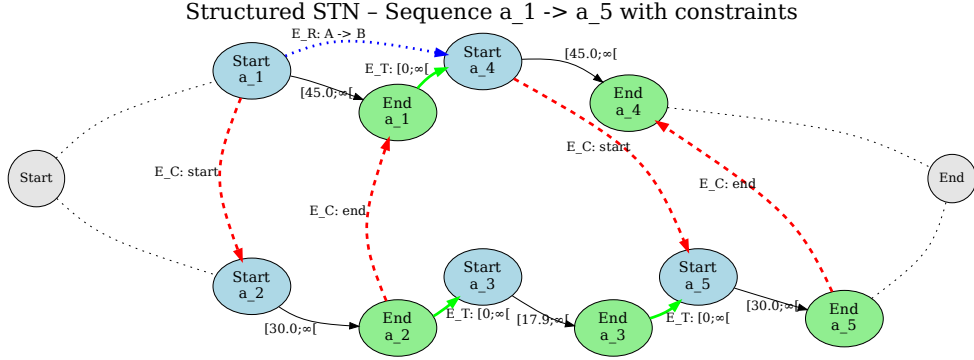 Structured STN – Sequence a_1 -> a_5 with constraints
E_R: A -> B
Start
a_1
Start
a_4
[45.0;∞[
E_T: [0;∞[
[45.0;∞[
End
a_1
End
a_4
E_C: start
E_C: start
Start
End
E_C: end
E_C: end
Start
a_2
Start
a_3
Start
a_5
[30.0;∞[
End
a_2
E_T: [0;∞[
[17.9;∞[
End
a_3
E_T: [0;∞[
[30.0;∞[
End
a_5